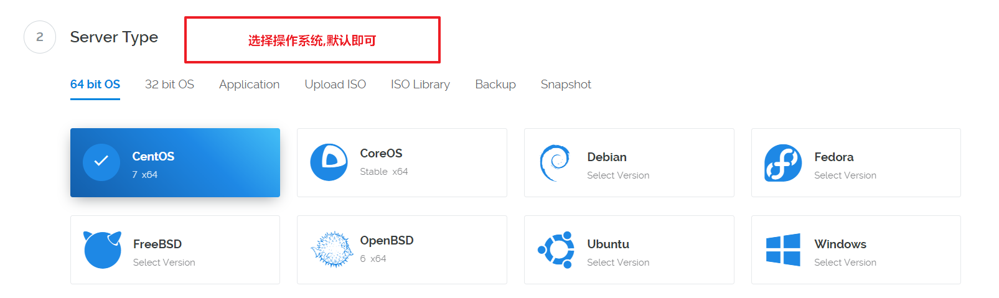 2
Server Type
选择操作系统,默认即可
64 bit OS
32 bit OS
Application
Upload ISO
ISO Library
Backup
Snapshot
CentOS
7 x64
CoreOS
Stable x64
Debian
Select Version
Fedora
Select Version
FreeBSD
Select Version
OpenBSD
6 x64
Ubuntu
Select Version
Windows
Select Version